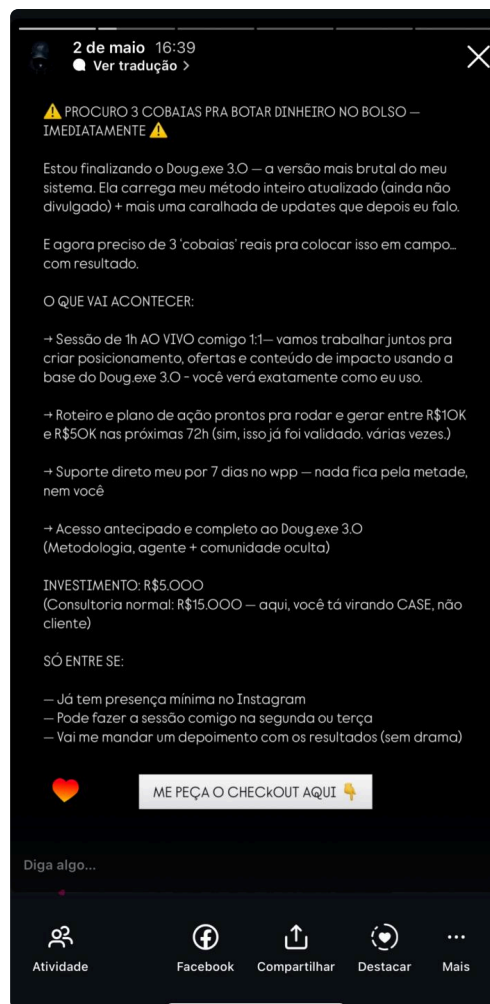 2 de maio 16:39
Ver tradução >
⚠️ PROCURO 3 COBAIAS PRA BOTAR DINHEIRO NO BOLSO —
IMEDIATAMENTE ⚠️
Estou finalizando o Doug.exe 3.0 — a versão mais brutal do meu
sistema. Ela carrega meu método inteiro atualizado (ainda não
divulgado) + mais uma caralhada de updates que depois eu falo.
E agora preciso de 3 'cobaias' reais pra colocar isso em campo...
com resultado.
O QUE VAI ACONTECER:
→ Sessão de 1h AO VIVO comigo 1:1— vamos trabalhar juntos pra
criar posicionamento, ofertas e conteúdo de impacto usando a
base do Doug.exe 3.0 - você verá exatamente como eu uso.
→ Roteiro e plano de ação prontos pra rodar e gerar entre R$10K
e R$50K nas próximas 72h (sim, isso já foi validado. várias vezes.)
→ Suporte direto meu por 7 dias no wpp — nada fica pela metade,
nem você
→ Acesso antecipado e completo ao Doug.exe 3.0
(Metodologia, agente + comunidade oculta)
INVESTIMENTO: R$5.000
(Consultoria normal: R$15.000 — aqui, você tá virando CASE, não
cliente)
SÓ ENTRE SE:
— Já tem presença mínima no Instagram
— Pode fazer a sessão comigo na segunda ou terça
— Vai me mandar um depoimento com os resultados (sem drama)
ME PEÇA O CHECkOUT AQUI 👇
Diga algo...
Atividade
Facebook
Compartilhar
Destacar
Mais